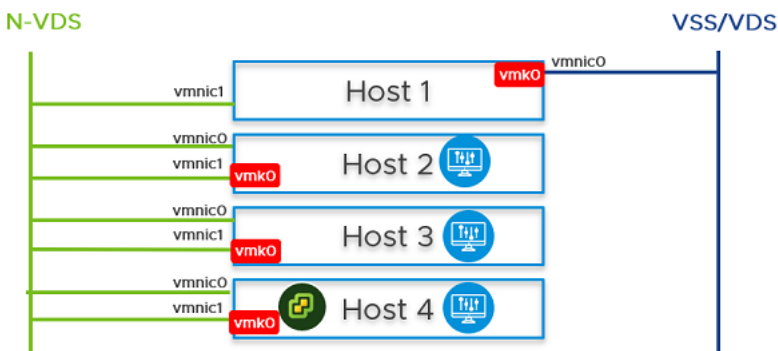 N-VDS
VSS/VDS
vmnic1
Host 1
vmk0
vmnic0
vmnic0
vmnic1
vmk0
Host 2
vmnic0
vmnic1
vmk0
Host 3
vmnic0
vmnic1
vmk0
Host 4